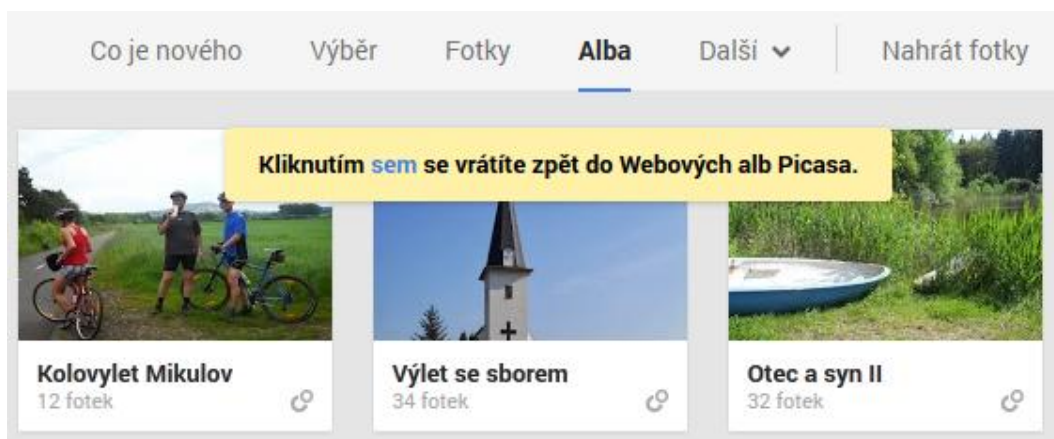 Co je nového Výběr Fotky Alba Další Nahrát fotky
Kliknutím sem se vrátíte zpět do Webových alb Picasa.
Kolovylet Mikulov
12 fotek
Výlet se sborem
34 fotek
Otec a syn II
32 fotek